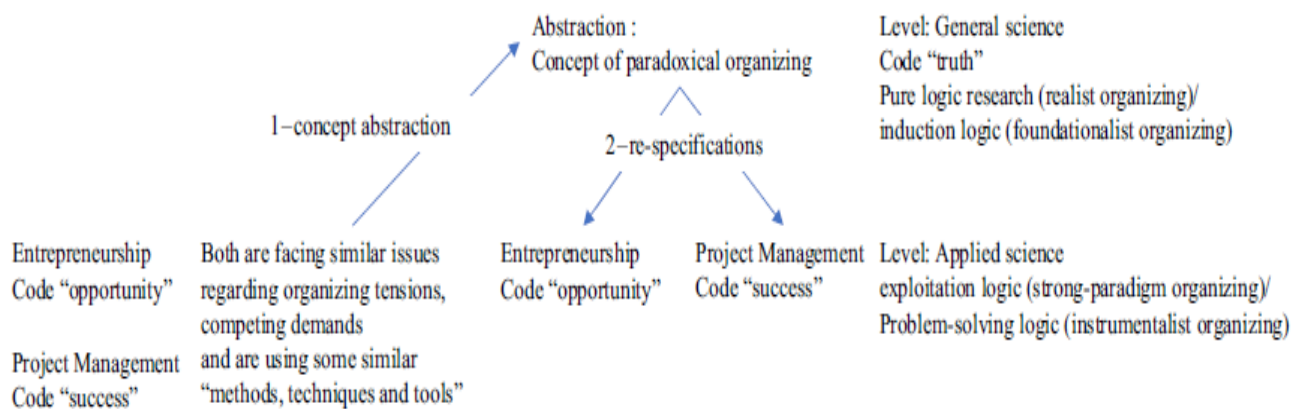 Abstraction :
Concept of paradoxical organizing
Level: General science
Code “truth”
Pure logic research (realist organizing)/
induction logic (foundationalist organizing)
1–concept abstraction
2–re-specifications
Entrepreneurship
Code “opportunity”
Project Management
Code “success”
Both are facing similar issues
regarding organizing tensions,
competing demands
and are using some similar
“methods, techniques and tools”
Entrepreneurship
Code “opportunity”
Project Management
Code “success”
Level: Applied science
exploitation logic (strong-paradigm organizing)/
Problem-solving logic (instrumentalist organizing)